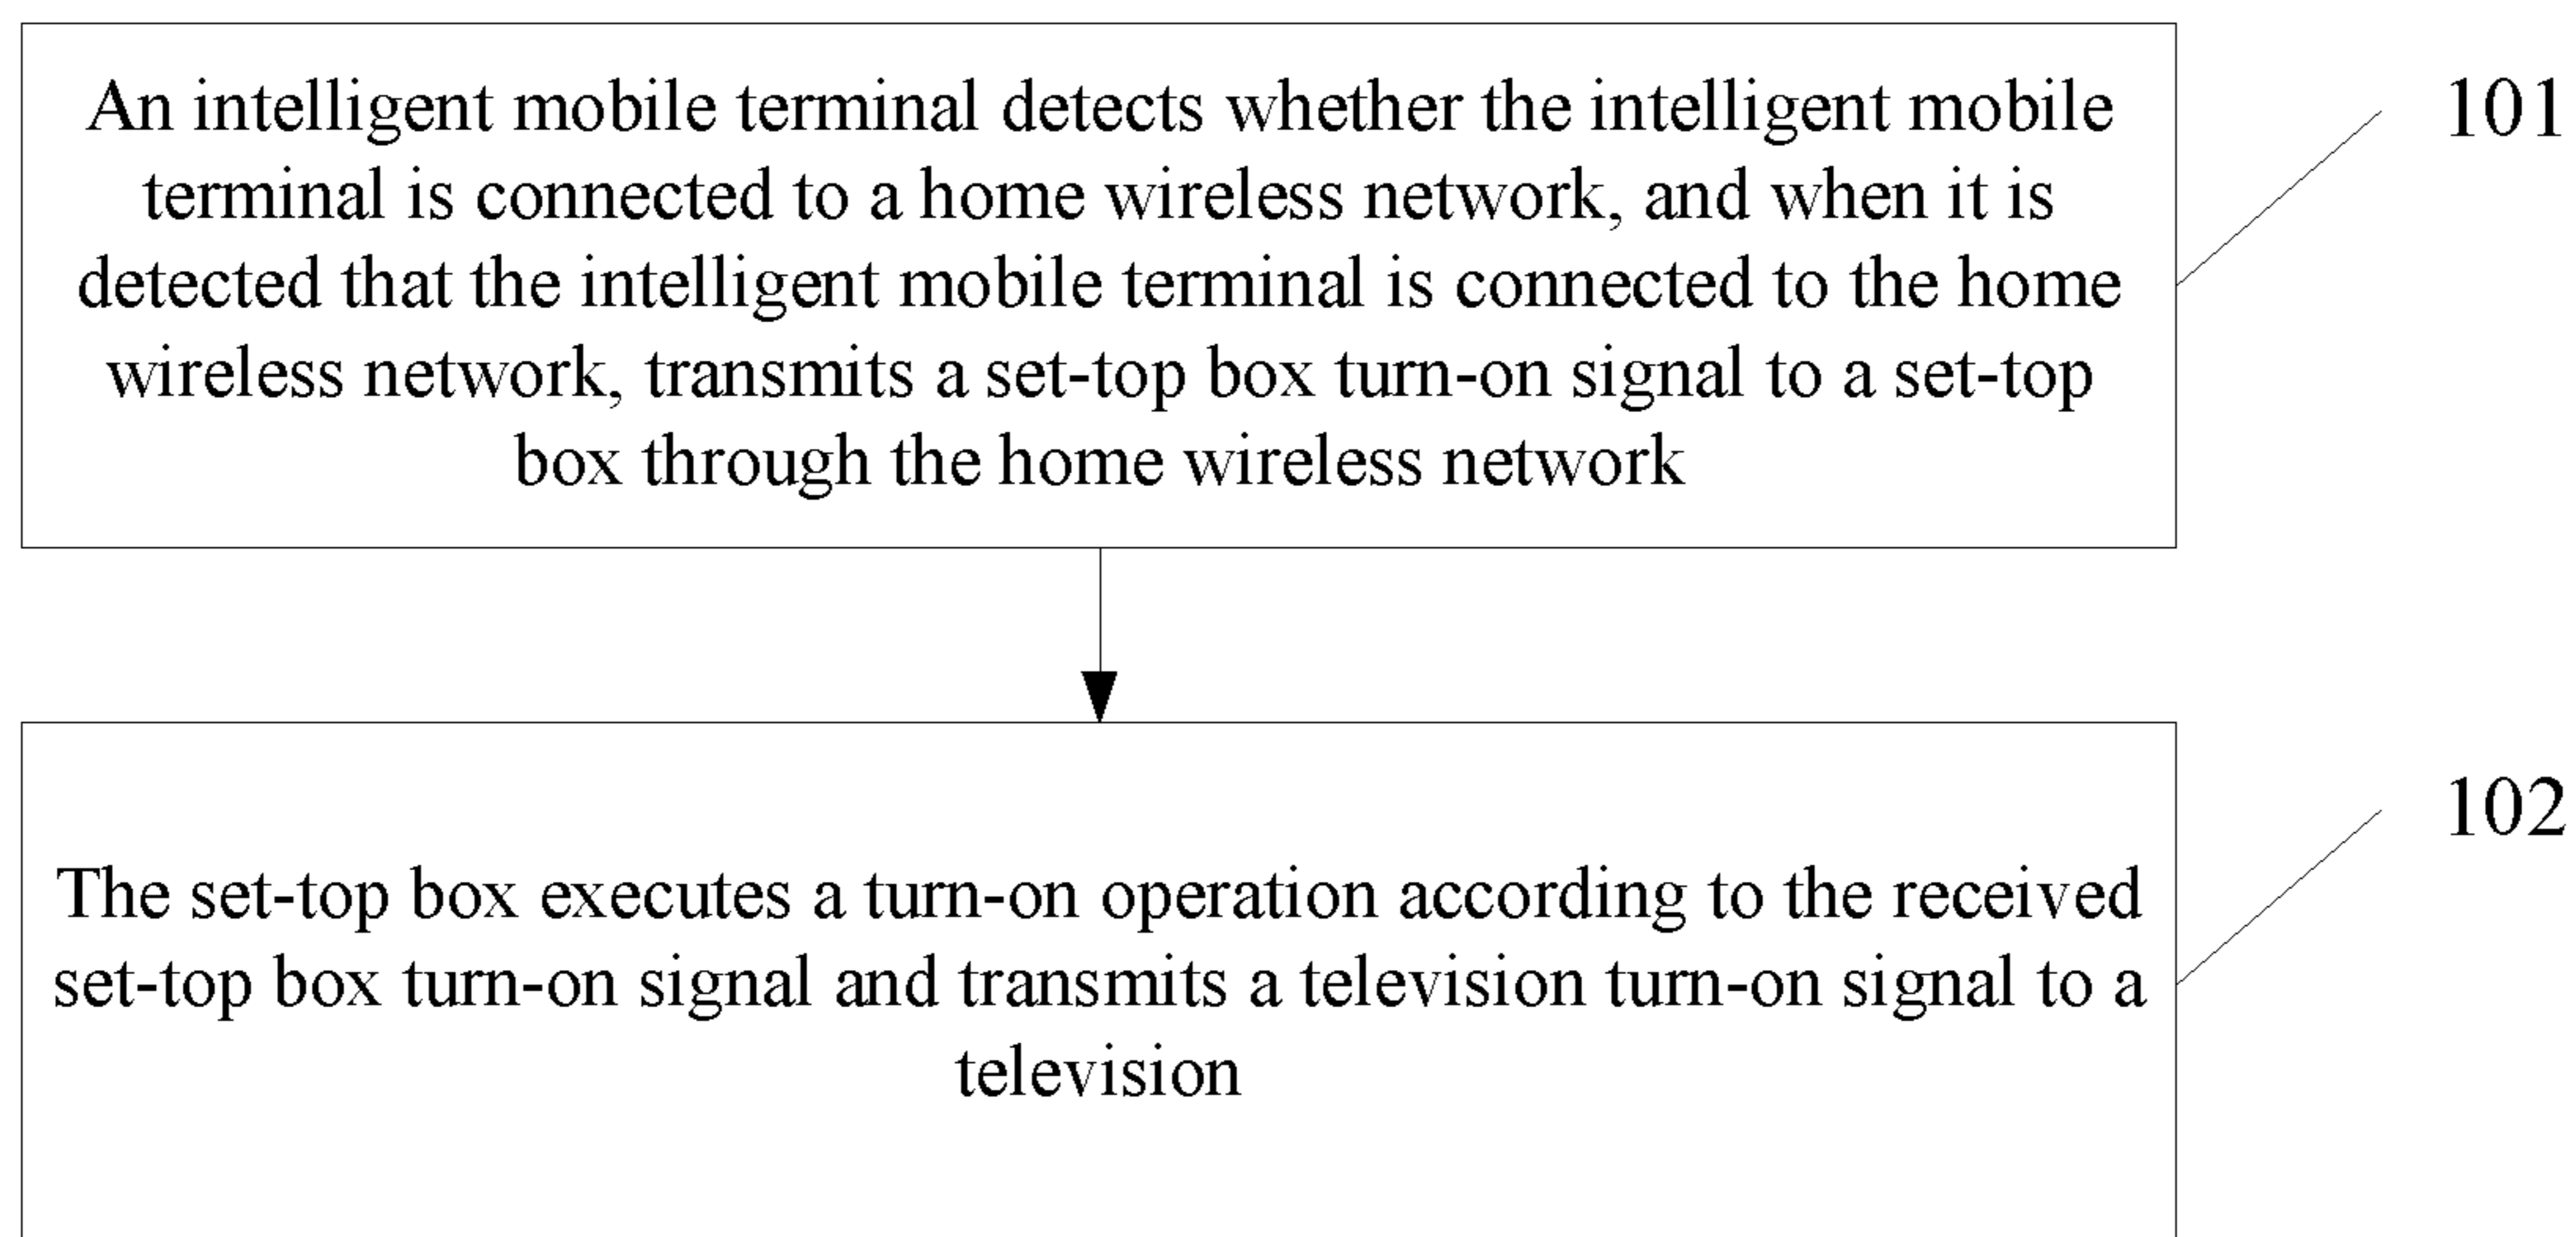 An intelligent mobile terminal detects whether the intelligent mobile
terminal is connected to a home wireless network, and when it is
detected that the intelligent mobile terminal is connected to the home
wireless network, transmits a set-top box turn-on signal to a set-top
box through the home wireless network
101
The set-top box executes a turn-on operation according to the received
set-top box turn-on signal and transmits a television turn-on signal to a
television
102